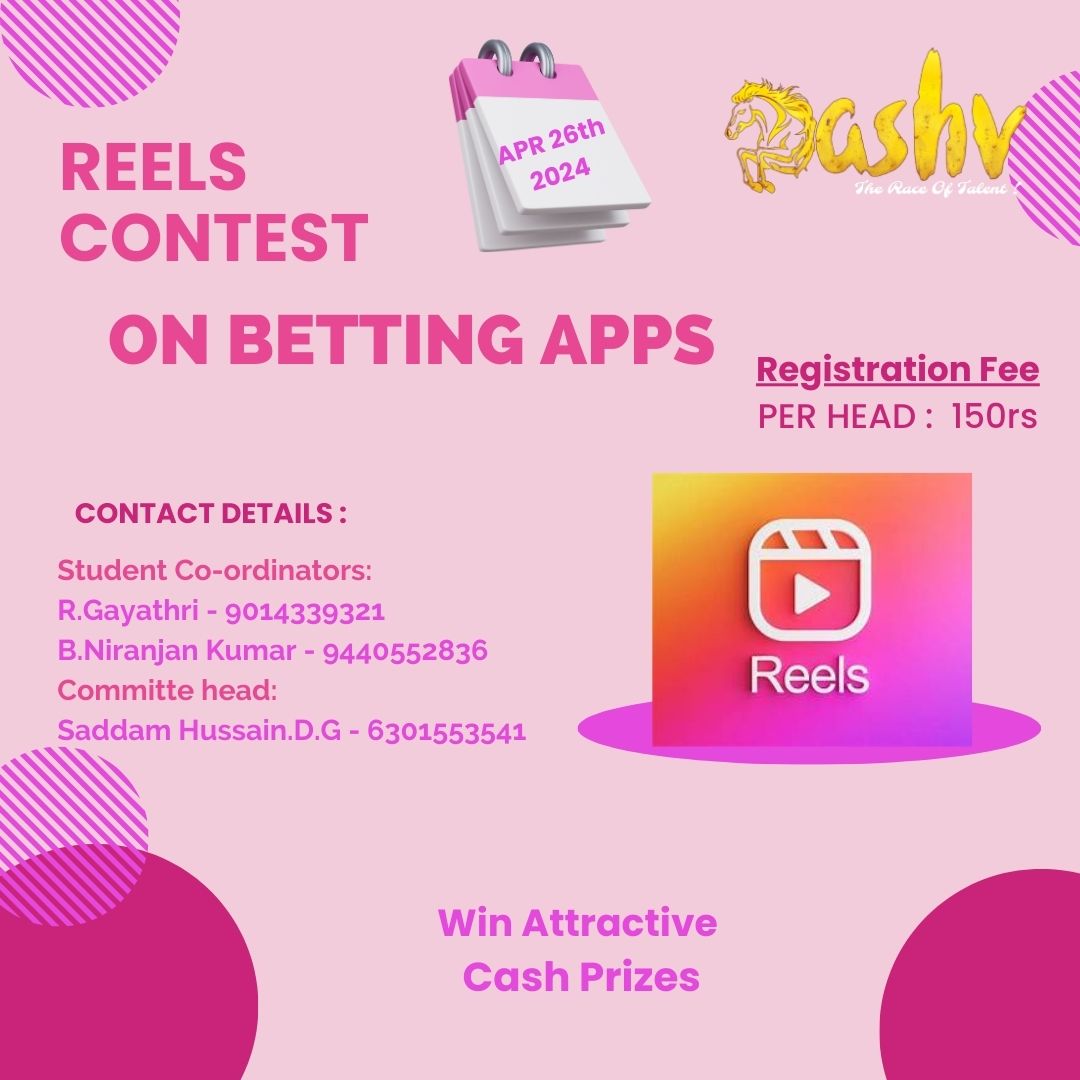 REELS
CONTEST
ON BETTING APPS
APR 26th
2024
ashv
The Race Of Talent !
Registration Fee
PER HEAD : 150rs
CONTACT DETAILS :
Student Co-ordinators:
R.Gayathri - 9014339321
B.Niranjan Kumar - 9440552836
Committe head:
Saddam Hussain.D.G - 6301553541
Reels
Win Attractive
Cash Prizes